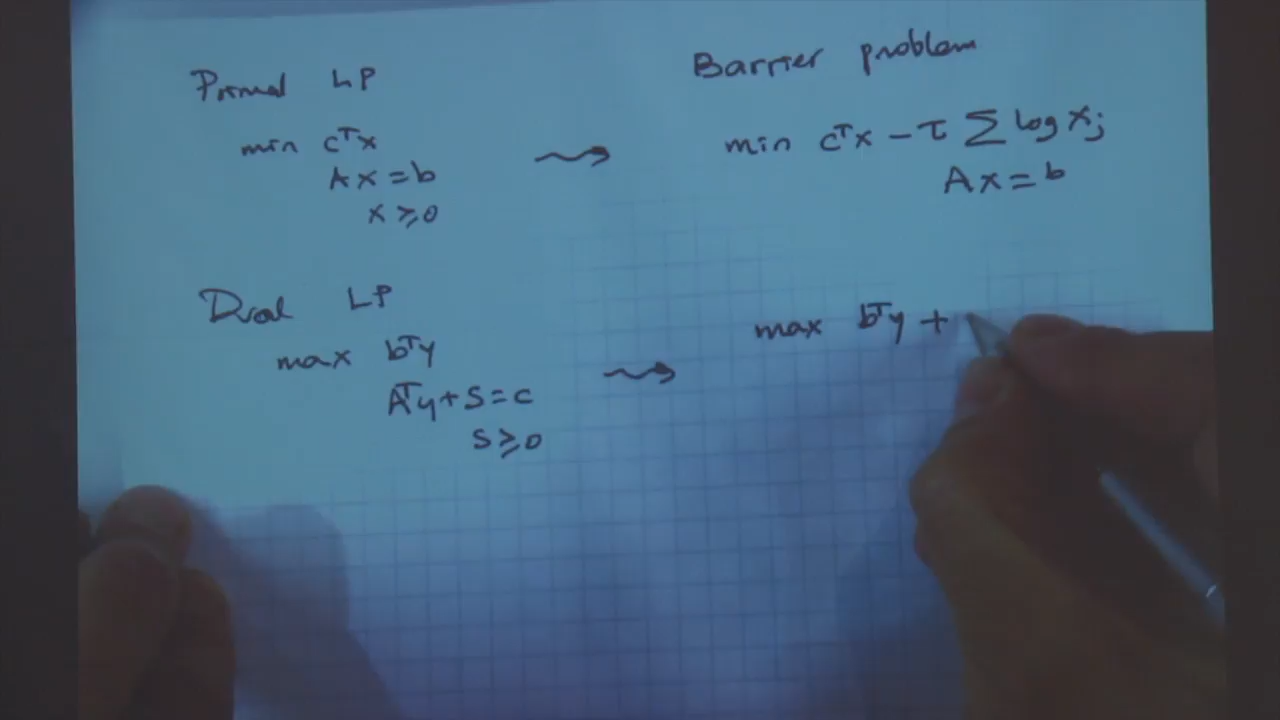 Primal LP
min cᵀx
Ax = b
x ≥ 0
Barrier problem
min cᵀx − τ ∑ log xⱼ
Ax = b
Dual LP
max bᵀy
Aᵀy + s = c
s ≥ 0
max bᵀy +